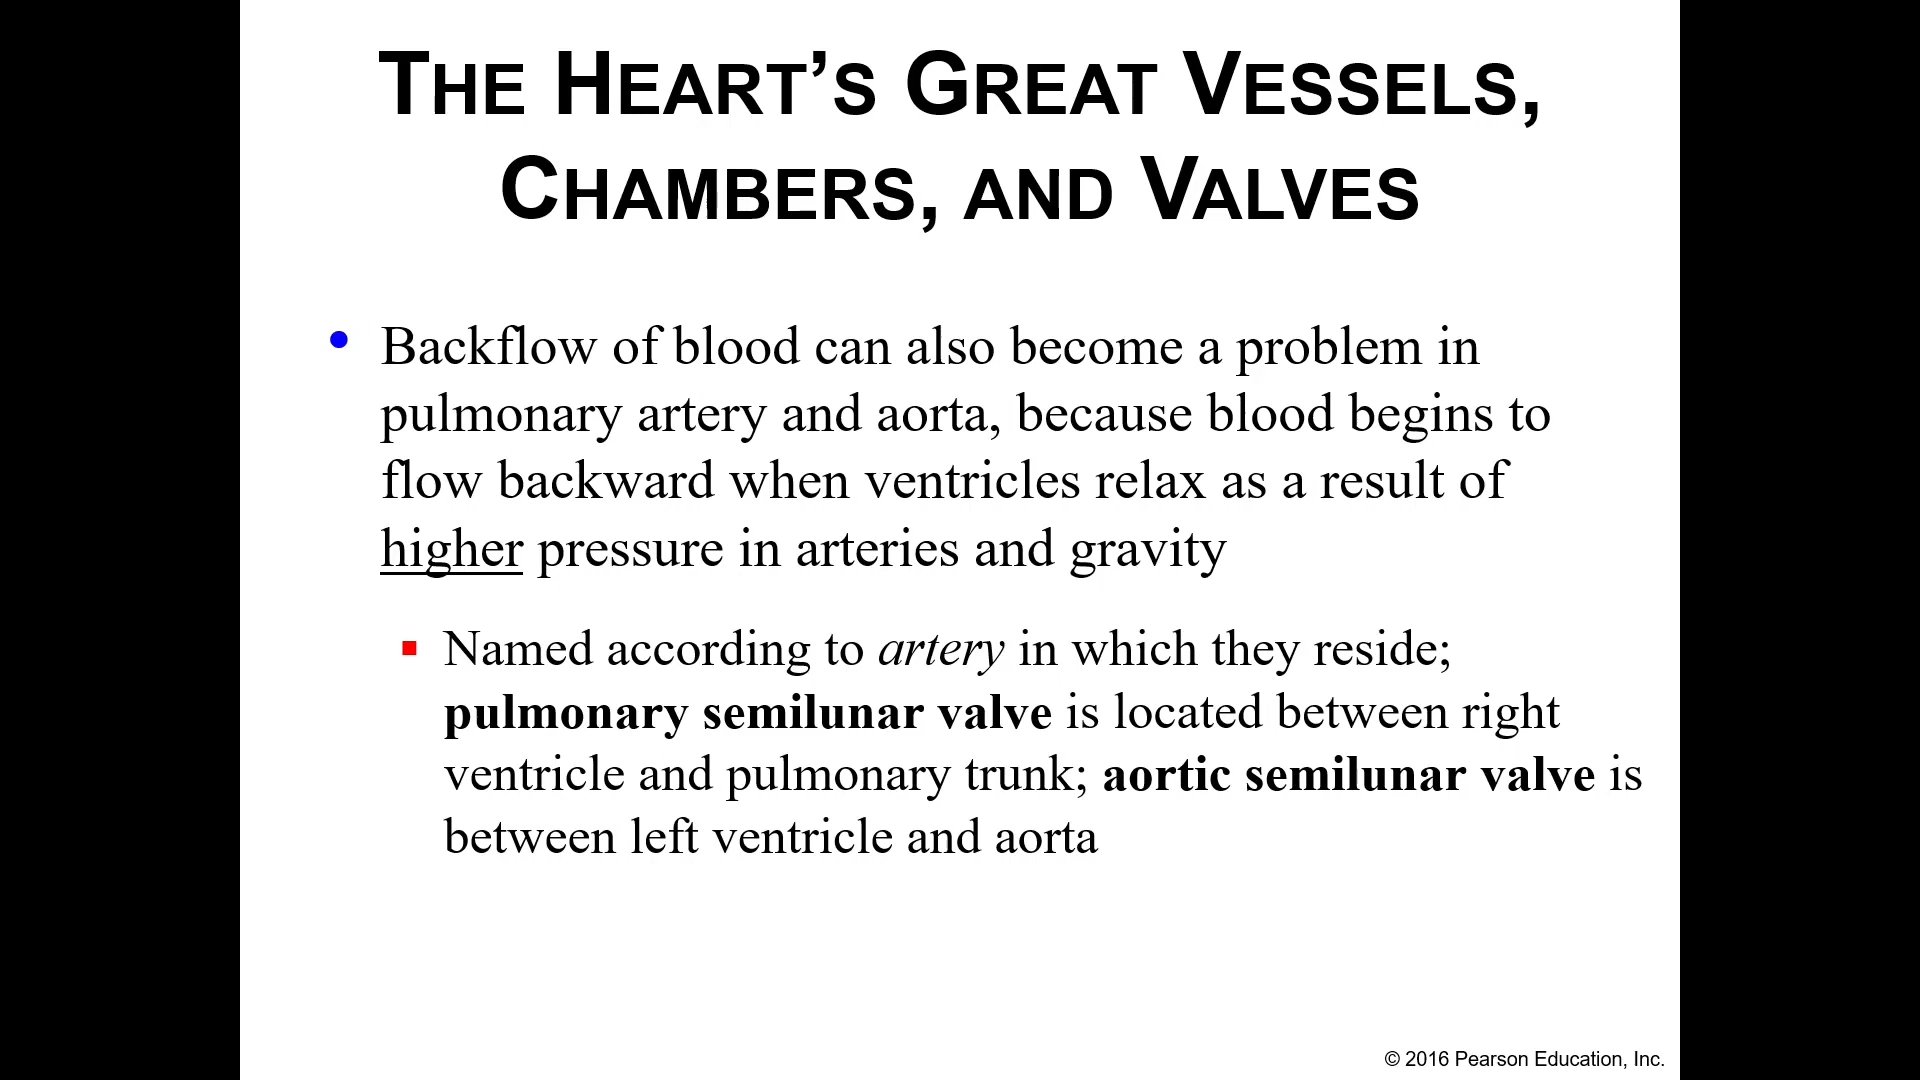 The Heart’s Great Vessels,
Chambers, and Valves
• Backflow of blood can also become a problem in
pulmonary artery and aorta, because blood begins to
flow backward when ventricles relax as a result of
higher pressure in arteries and gravity
▪ Named according to artery in which they reside;
pulmonary semilunar valve is located between right
ventricle and pulmonary trunk; aortic semilunar valve is
between left ventricle and aorta
© 2016 Pearson Education, Inc.